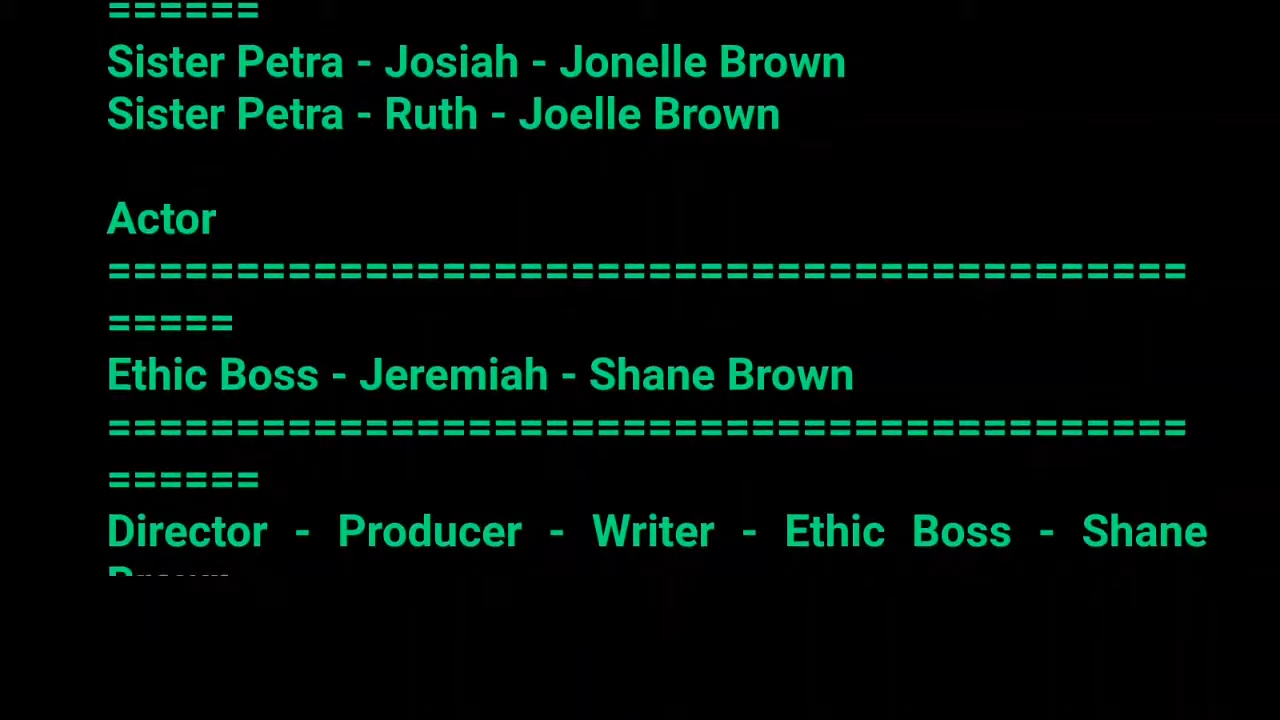 ======
Sister Petra - Josiah - Jonelle Brown
Sister Petra - Ruth - Joelle Brown
Actor
==========================================
=====
Ethic Boss - Jeremiah - Shane Brown
==========================================
======
Director - Producer - Writer - Ethic Boss - Shane